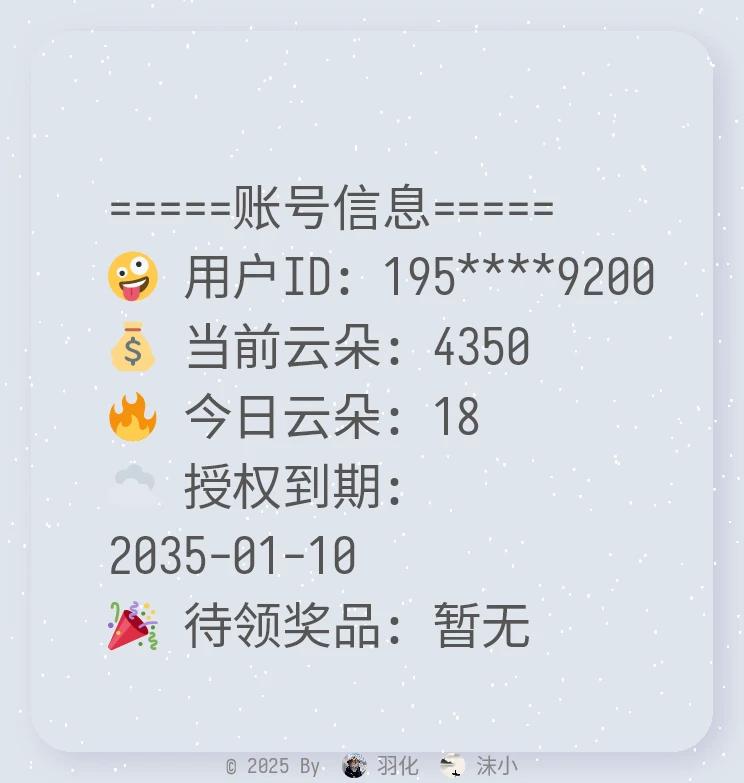 =====账号信息=====
🤪 用户ID: 195****9200
💰 当前云朵: 4350
🔥 今日云朵: 18
☁️ 授权到期:
2035-01-10
🎉 待领奖品: 暂无
© 2025 By 羽化 沫小